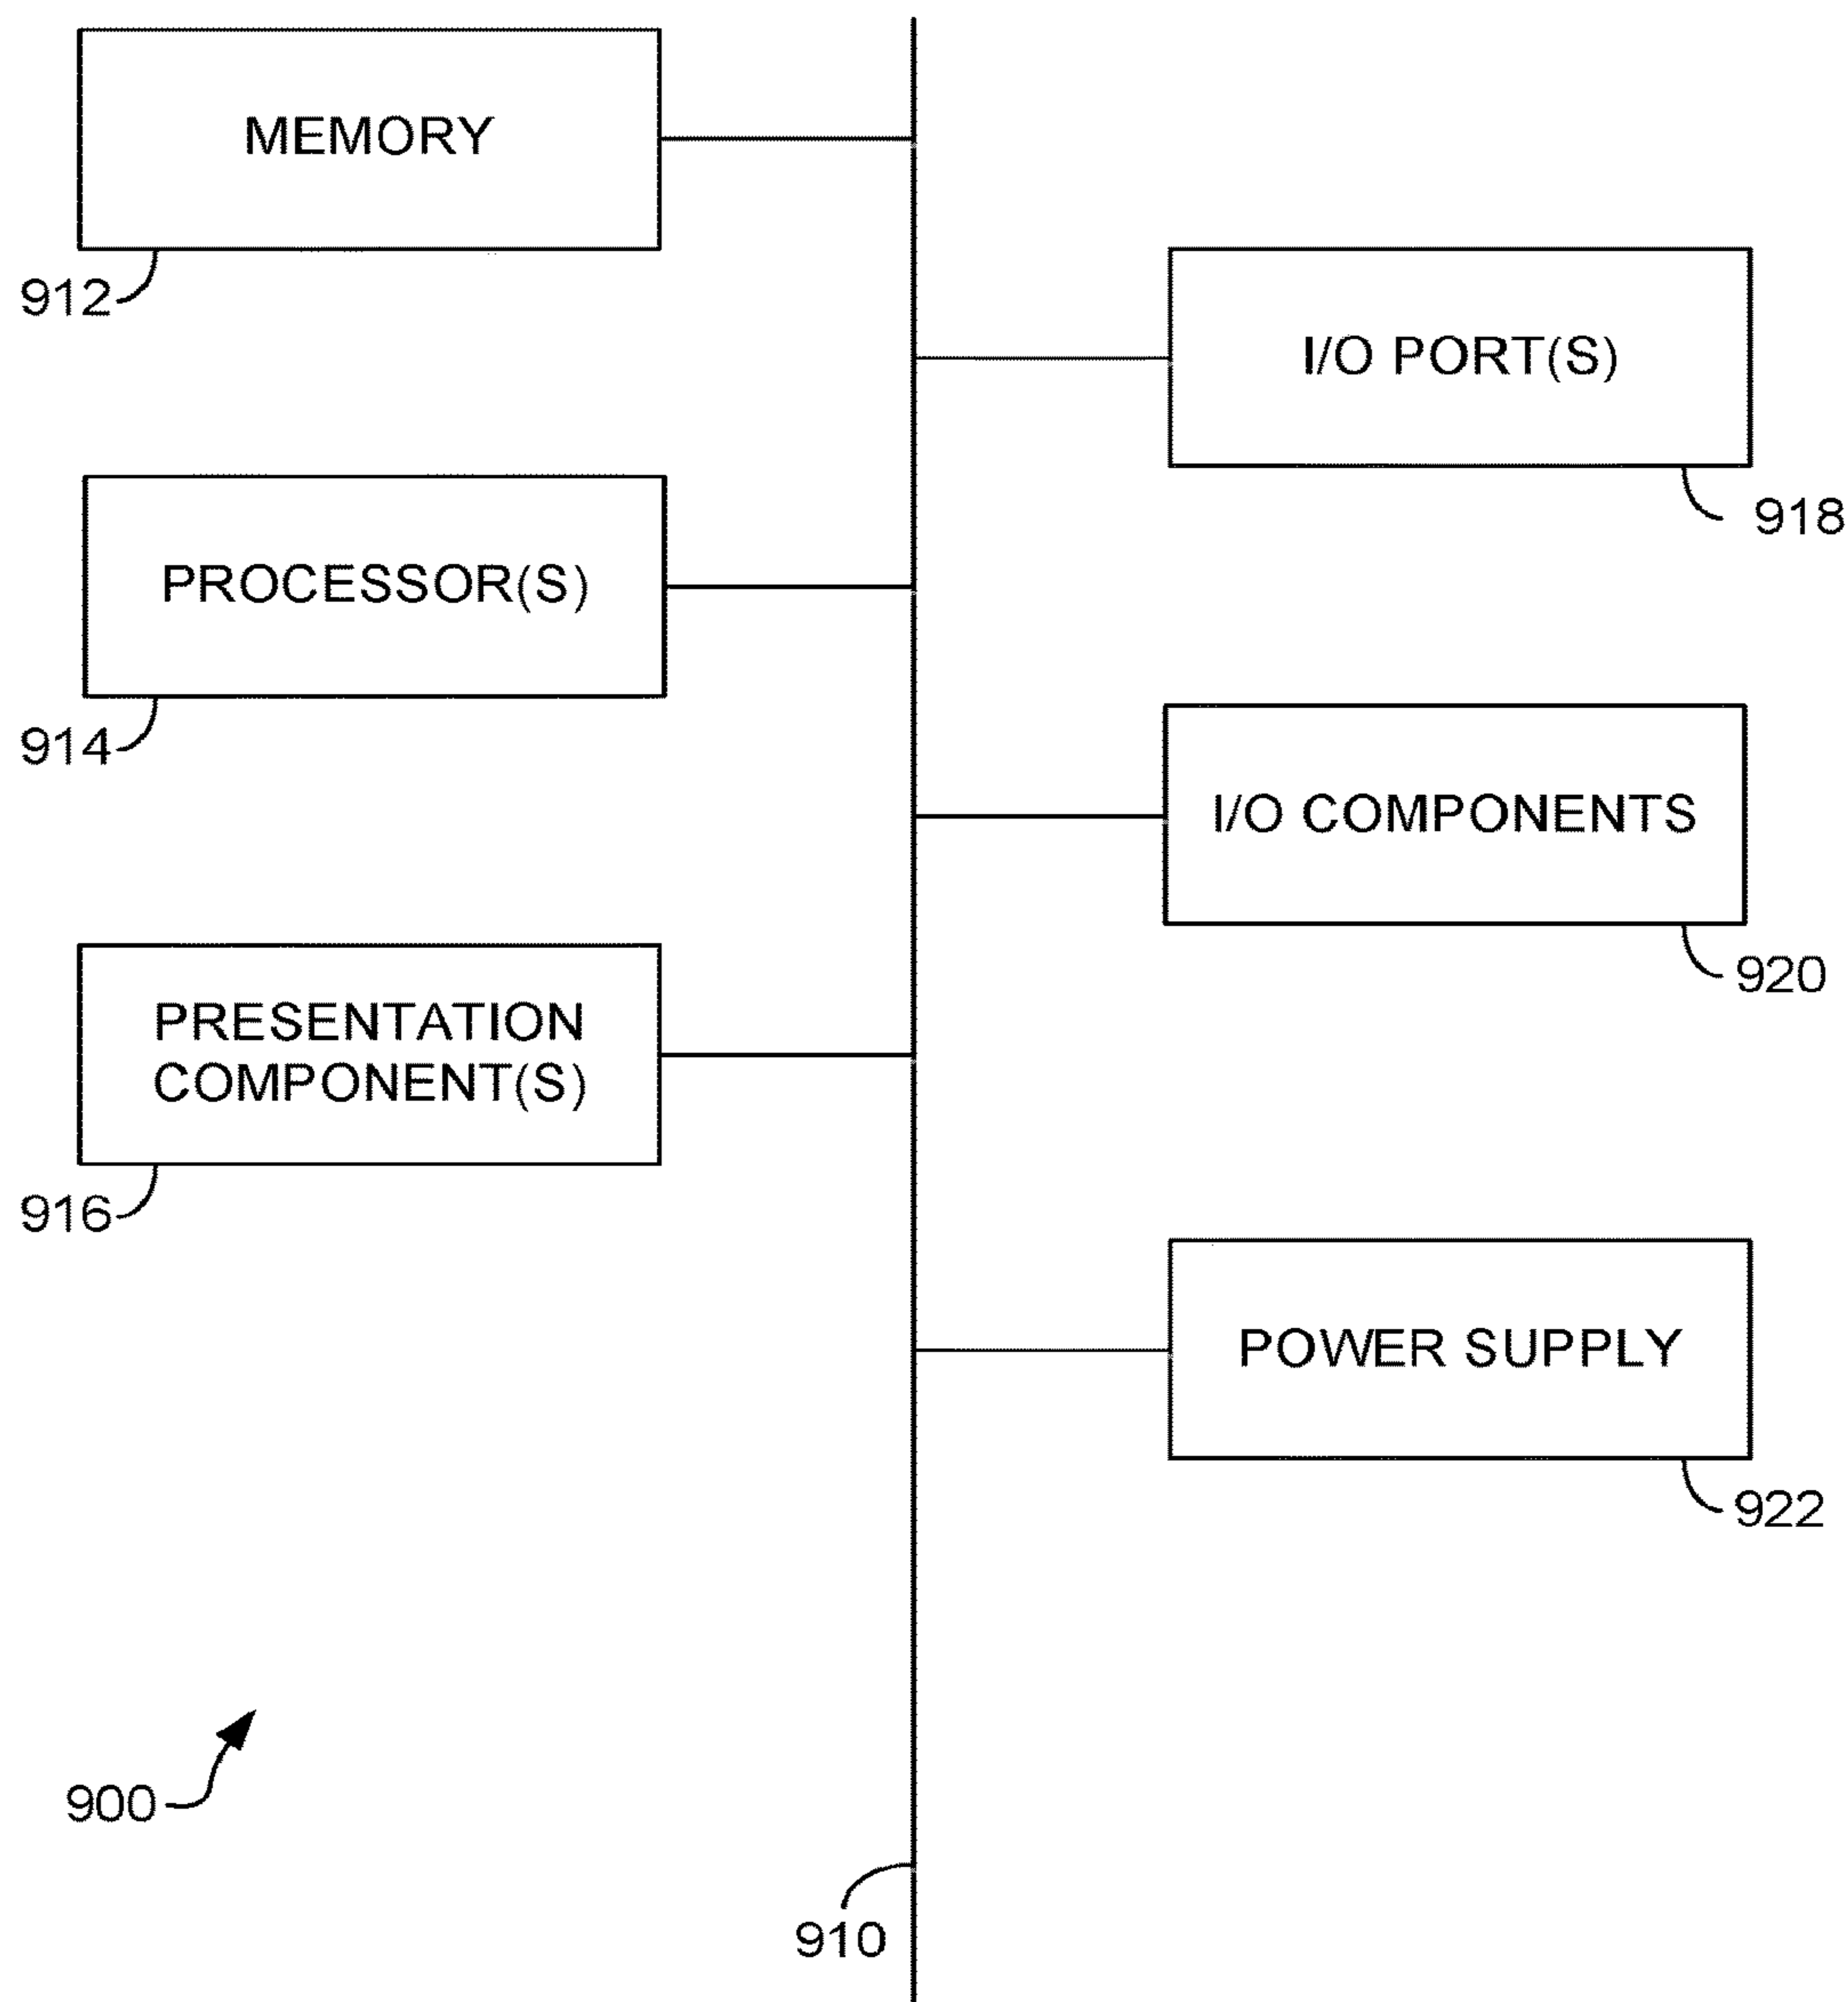 MEMORY
912
I/O PORT(S)
918
PROCESSOR(S)
914
I/O COMPONENTS
920
PRESENTATION
COMPONENT(S)
916
POWER SUPPLY
922
900
910